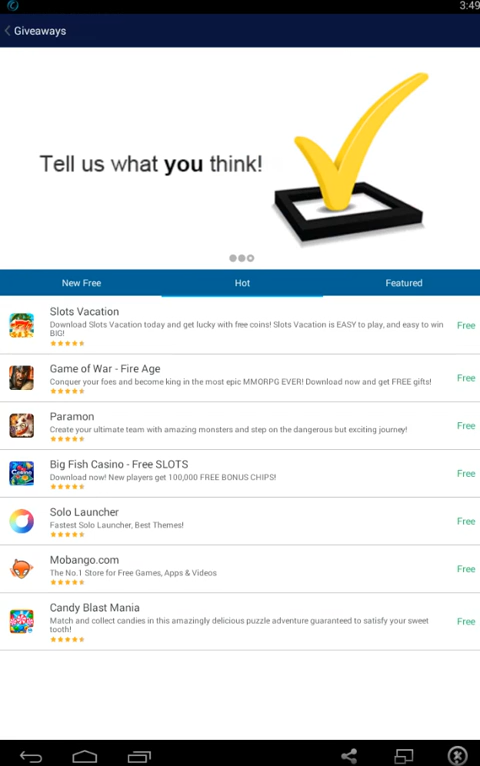 3:49
Giveaways
Tell us what you think!
New Free
Hot
Featured
Slots Vacation
Download Slots Vacation today and get lucky with free coins! Slots Vacation is EASY to play, and easy to win
BIG!
Free
Game of War - Fire Age
Conquer your foes and become king in the most epic MMORPG EVER! Download now and get FREE gifts!
Free
Paramon
Create your ultimate team with amazing monsters and step on the dangerous but exciting journey!
Free
Big Fish Casino - Free SLOTS
Download now! New players get 100,000 FREE BONUS CHIPS!
Free
Solo Launcher
Fastest Solo Launcher, Best Themes!
Free
Mobango.com
The No.1 Store for Free Games, Apps & Videos
Free
Candy Blast Mania
Match and collect candies in this amazingly delicious puzzle adventure guaranteed to satisfy your sweet
tooth!
Free